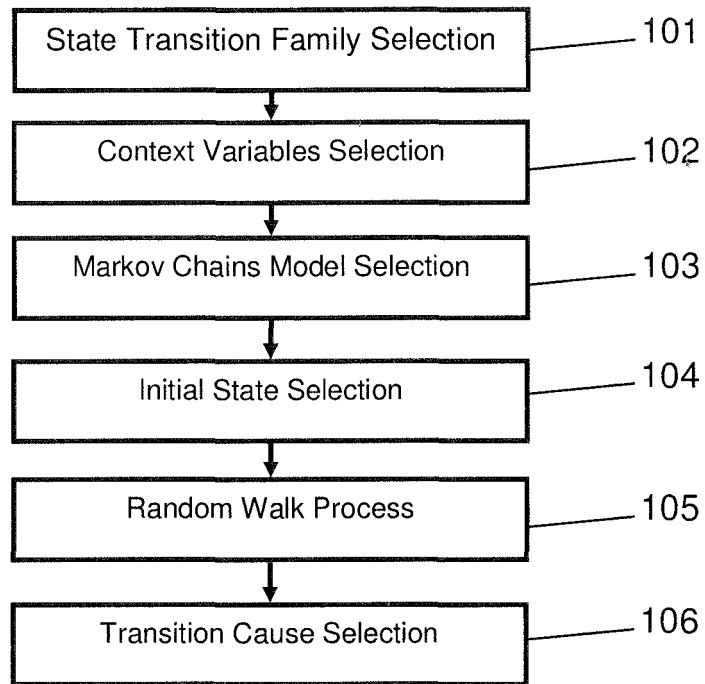 State Transition Family Selection
101
Context Variables Selection
102
Markov Chains Model Selection
103
Initial State Selection
104
Random Walk Process
105
Transition Cause Selection
106